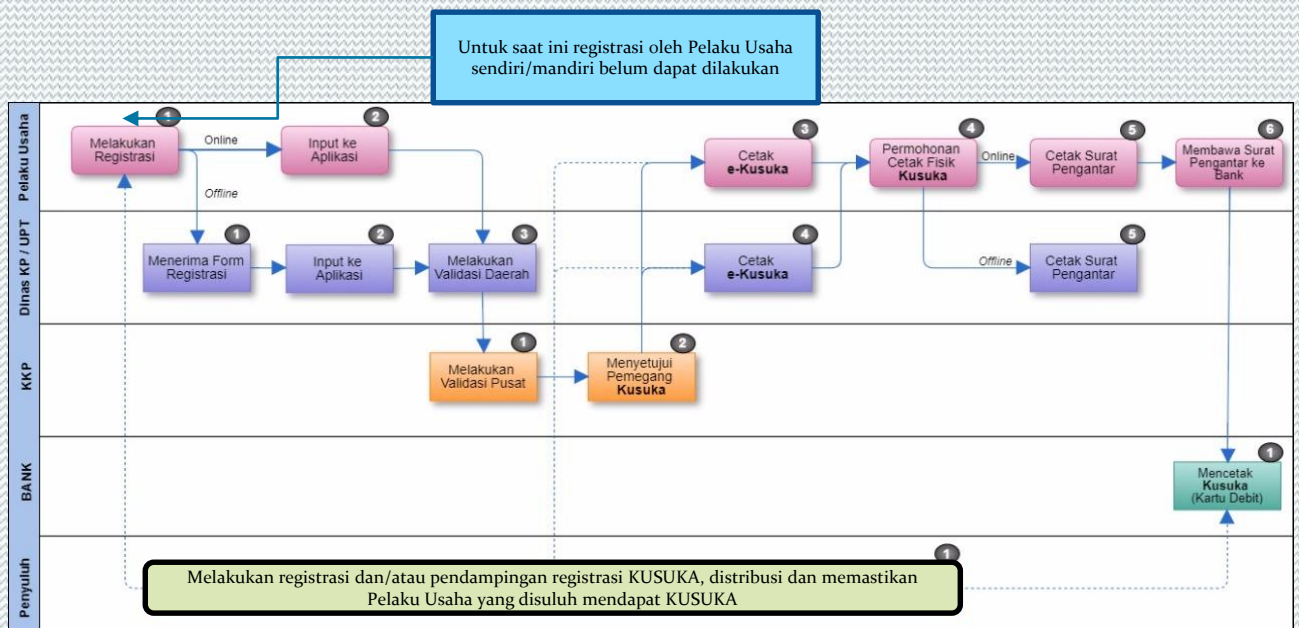 Untuk saat ini registrasi oleh Pelaku Usaha
sendiri/mandiri belum dapat dilakukan
Pelaku Usaha
1
Melakukan
Registrasi
Online
Offline
2
Input ke
Aplikasi
3
Cetak
e-Kusuka
4
Permohonan
Cetak Fisik
Kusuka
Online
5
Cetak Surat
Pengantar
6
Membawa Surat
Pengantar ke
Bank
Dinas KP / UPT
1
Menerima Form
Registrasi
2
Input ke
Aplikasi
3
Melakukan
Validasi Daerah
4
Cetak
e-Kusuka
Offline
5
Cetak Surat
Pengantar
KKP
1
Melakukan
Validasi Pusat
2
Menyetujui
Pemegang
Kusuka
BANK
1
Mencetak
Kusuka
(Kartu Debit)
Penyuluh
1
Melakukan registrasi dan/atau pendampingan registrasi KUSUKA, distribusi dan memastikan
Pelaku Usaha yang disuluh mendapat KUSUKA